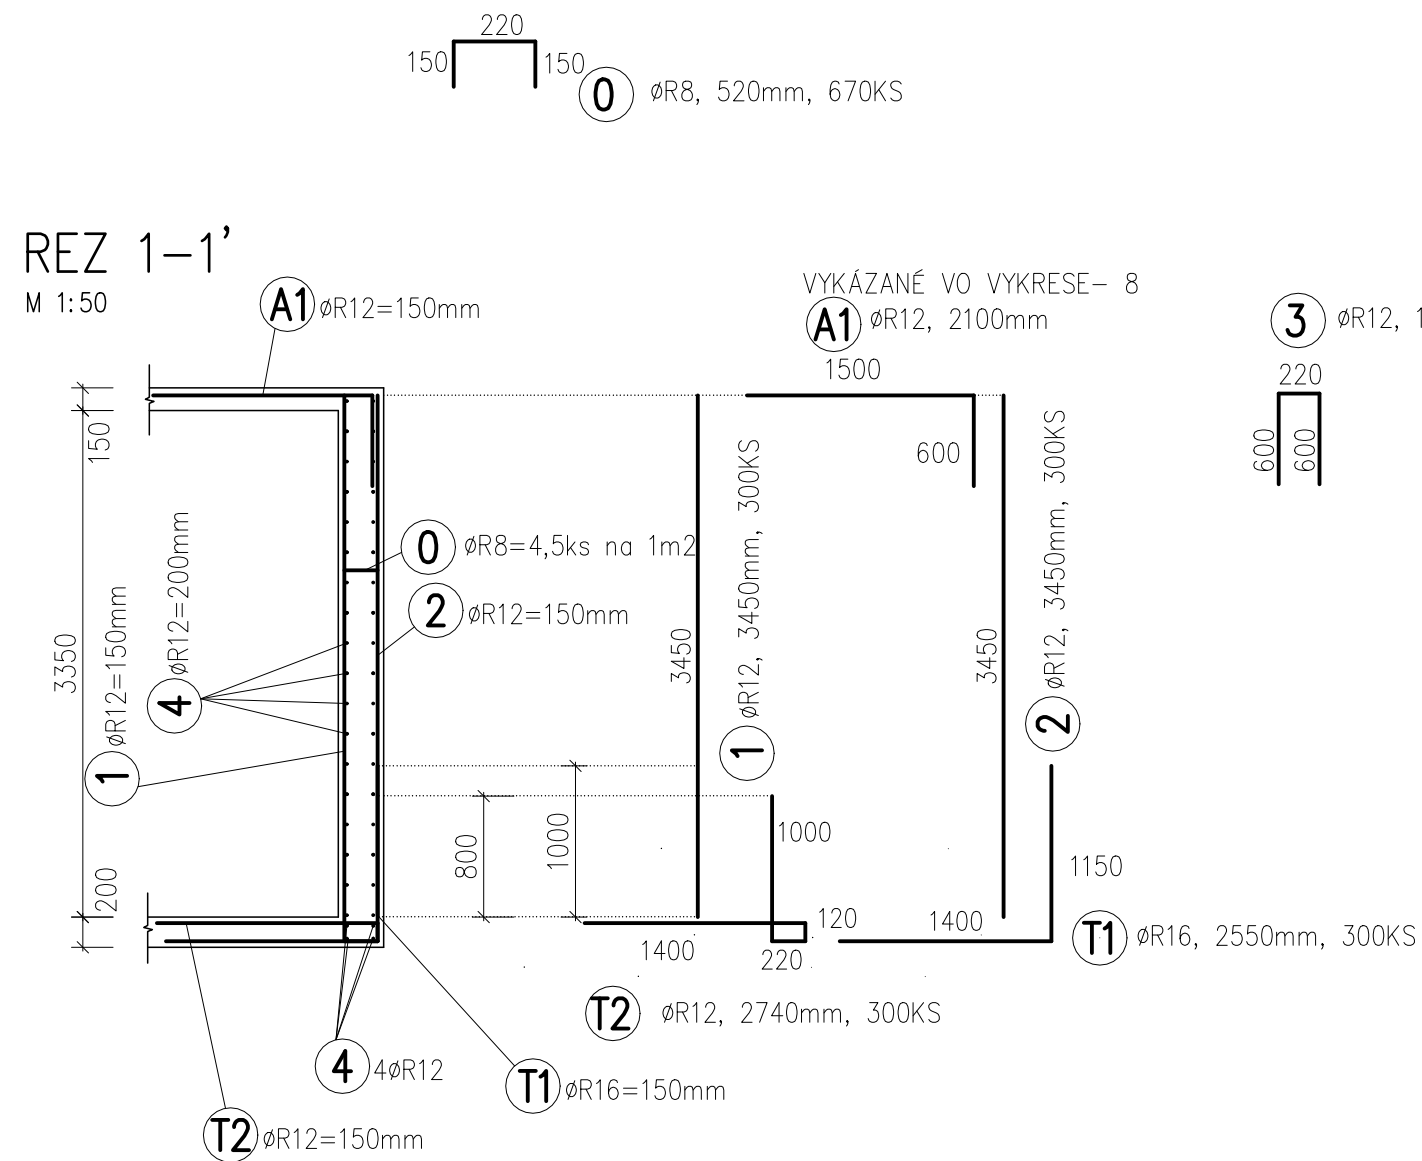 220
150
150
0 øR8, 520mm, 670KS
REZ 1-1'
M 1:50
A1 øR12=150mm
VYKÁZANÉ VO VYKRESE- 8
A1 øR12, 2100mm
1500
600
3 øR12, 1
220
600
600
150
3350
200
1 øR12=150mm
4 øR12=200mm
0 øR8=4,5ks na 1m2
2 øR12=150mm
3450
1 øR12, 3450mm, 300KS
3450
2 øR12, 3450mm, 300KS
800
1000
1000
120
220
1400
T2 øR12, 2740mm, 300KS
1150
1400
T1 øR16, 2550mm, 300KS
4 4øR12
T1 øR16=150mm
T2 øR12=150mm